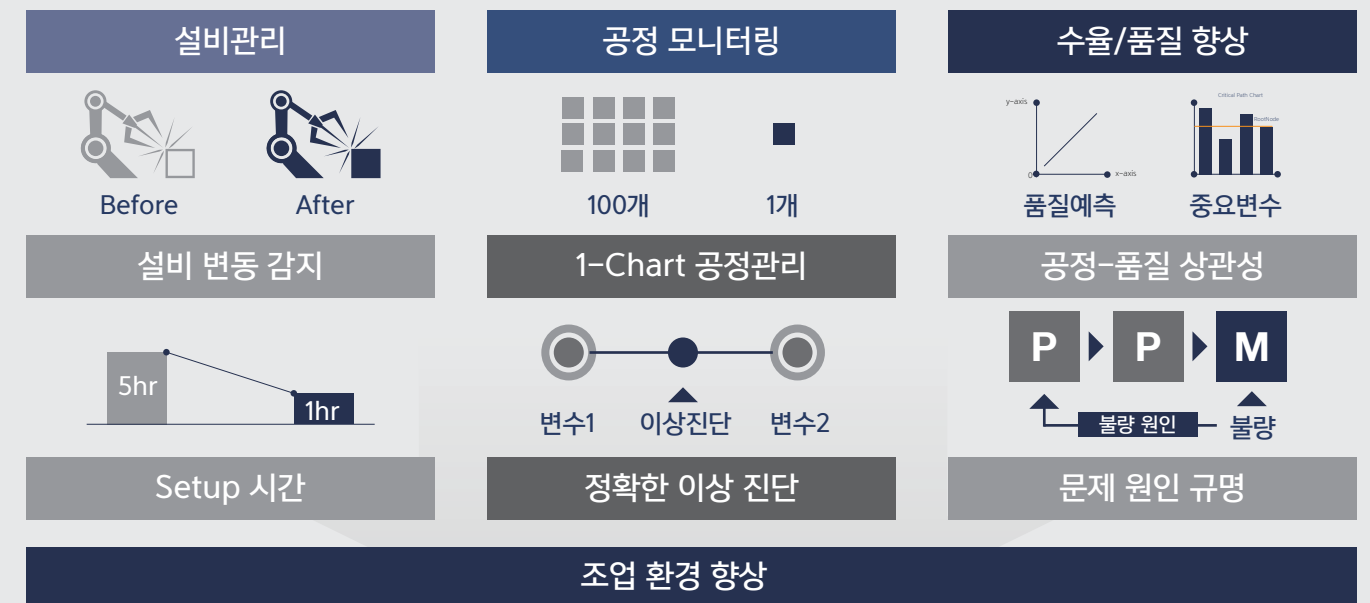 설비관리
공정 모니터링
수율/품질 향상
Before
After
100개
1개
y-axis
0
x-axis
품질예측
Critical Path Chart
RootNode
중요변수
설비 변동 감지
1-Chart 공정관리
공정-품질 상관성
5hr
1hr
변수1
이상진단
변수2
P
P
M
불량 원인
불량
Setup 시간
정확한 이상 진단
문제 원인 규명
조업 환경 향상